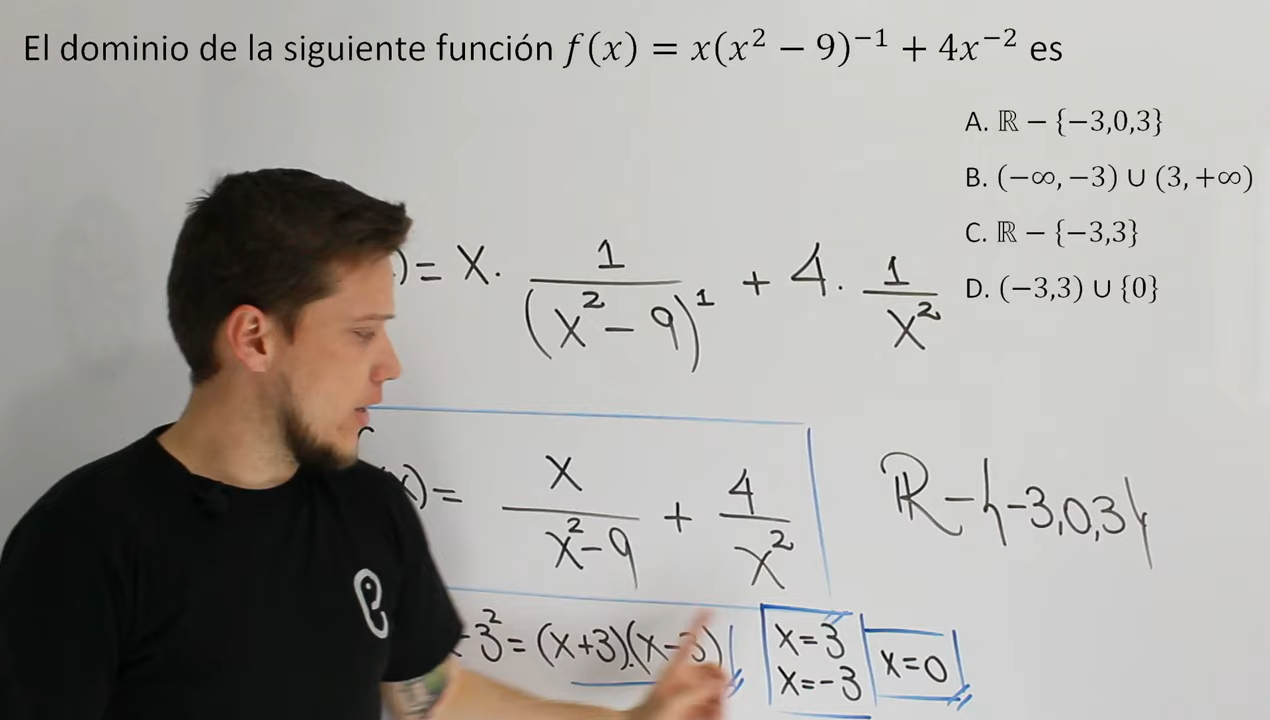 El dominio de la siguiente función f(x) = x(x² − 9)⁻¹ + 4x⁻² es
A. ℝ − {−3,0,3}
B. (−∞, −3) ∪ (3, +∞)
C. ℝ − {−3,3}
D. (−3,3) ∪ {0}
)= X. 1/(x²−9)¹ + 4. 1/x²
x)= x/(x²−9) + 4/x²
ℝ−{−3,0,3}
3²= (x+3)(x−3)
x=3
x=−3
x=0